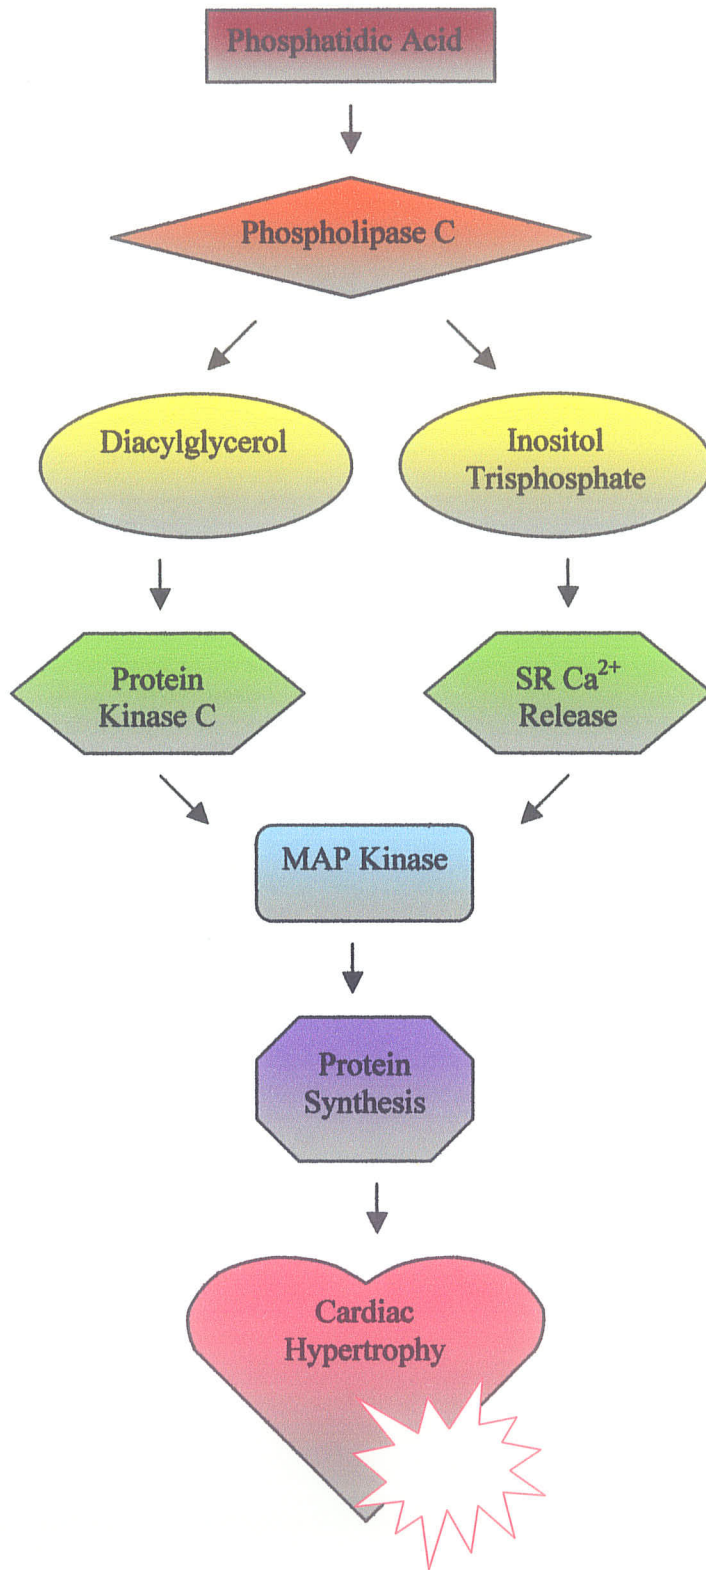 Phosphatidic Acid
Phospholipase C
Diacylglycerol
Inositol
Trisphosphate
Protein
Kinase C
SR Ca²⁺
Release
MAP Kinase
Protein
Synthesis
Cardiac
Hypertrophy